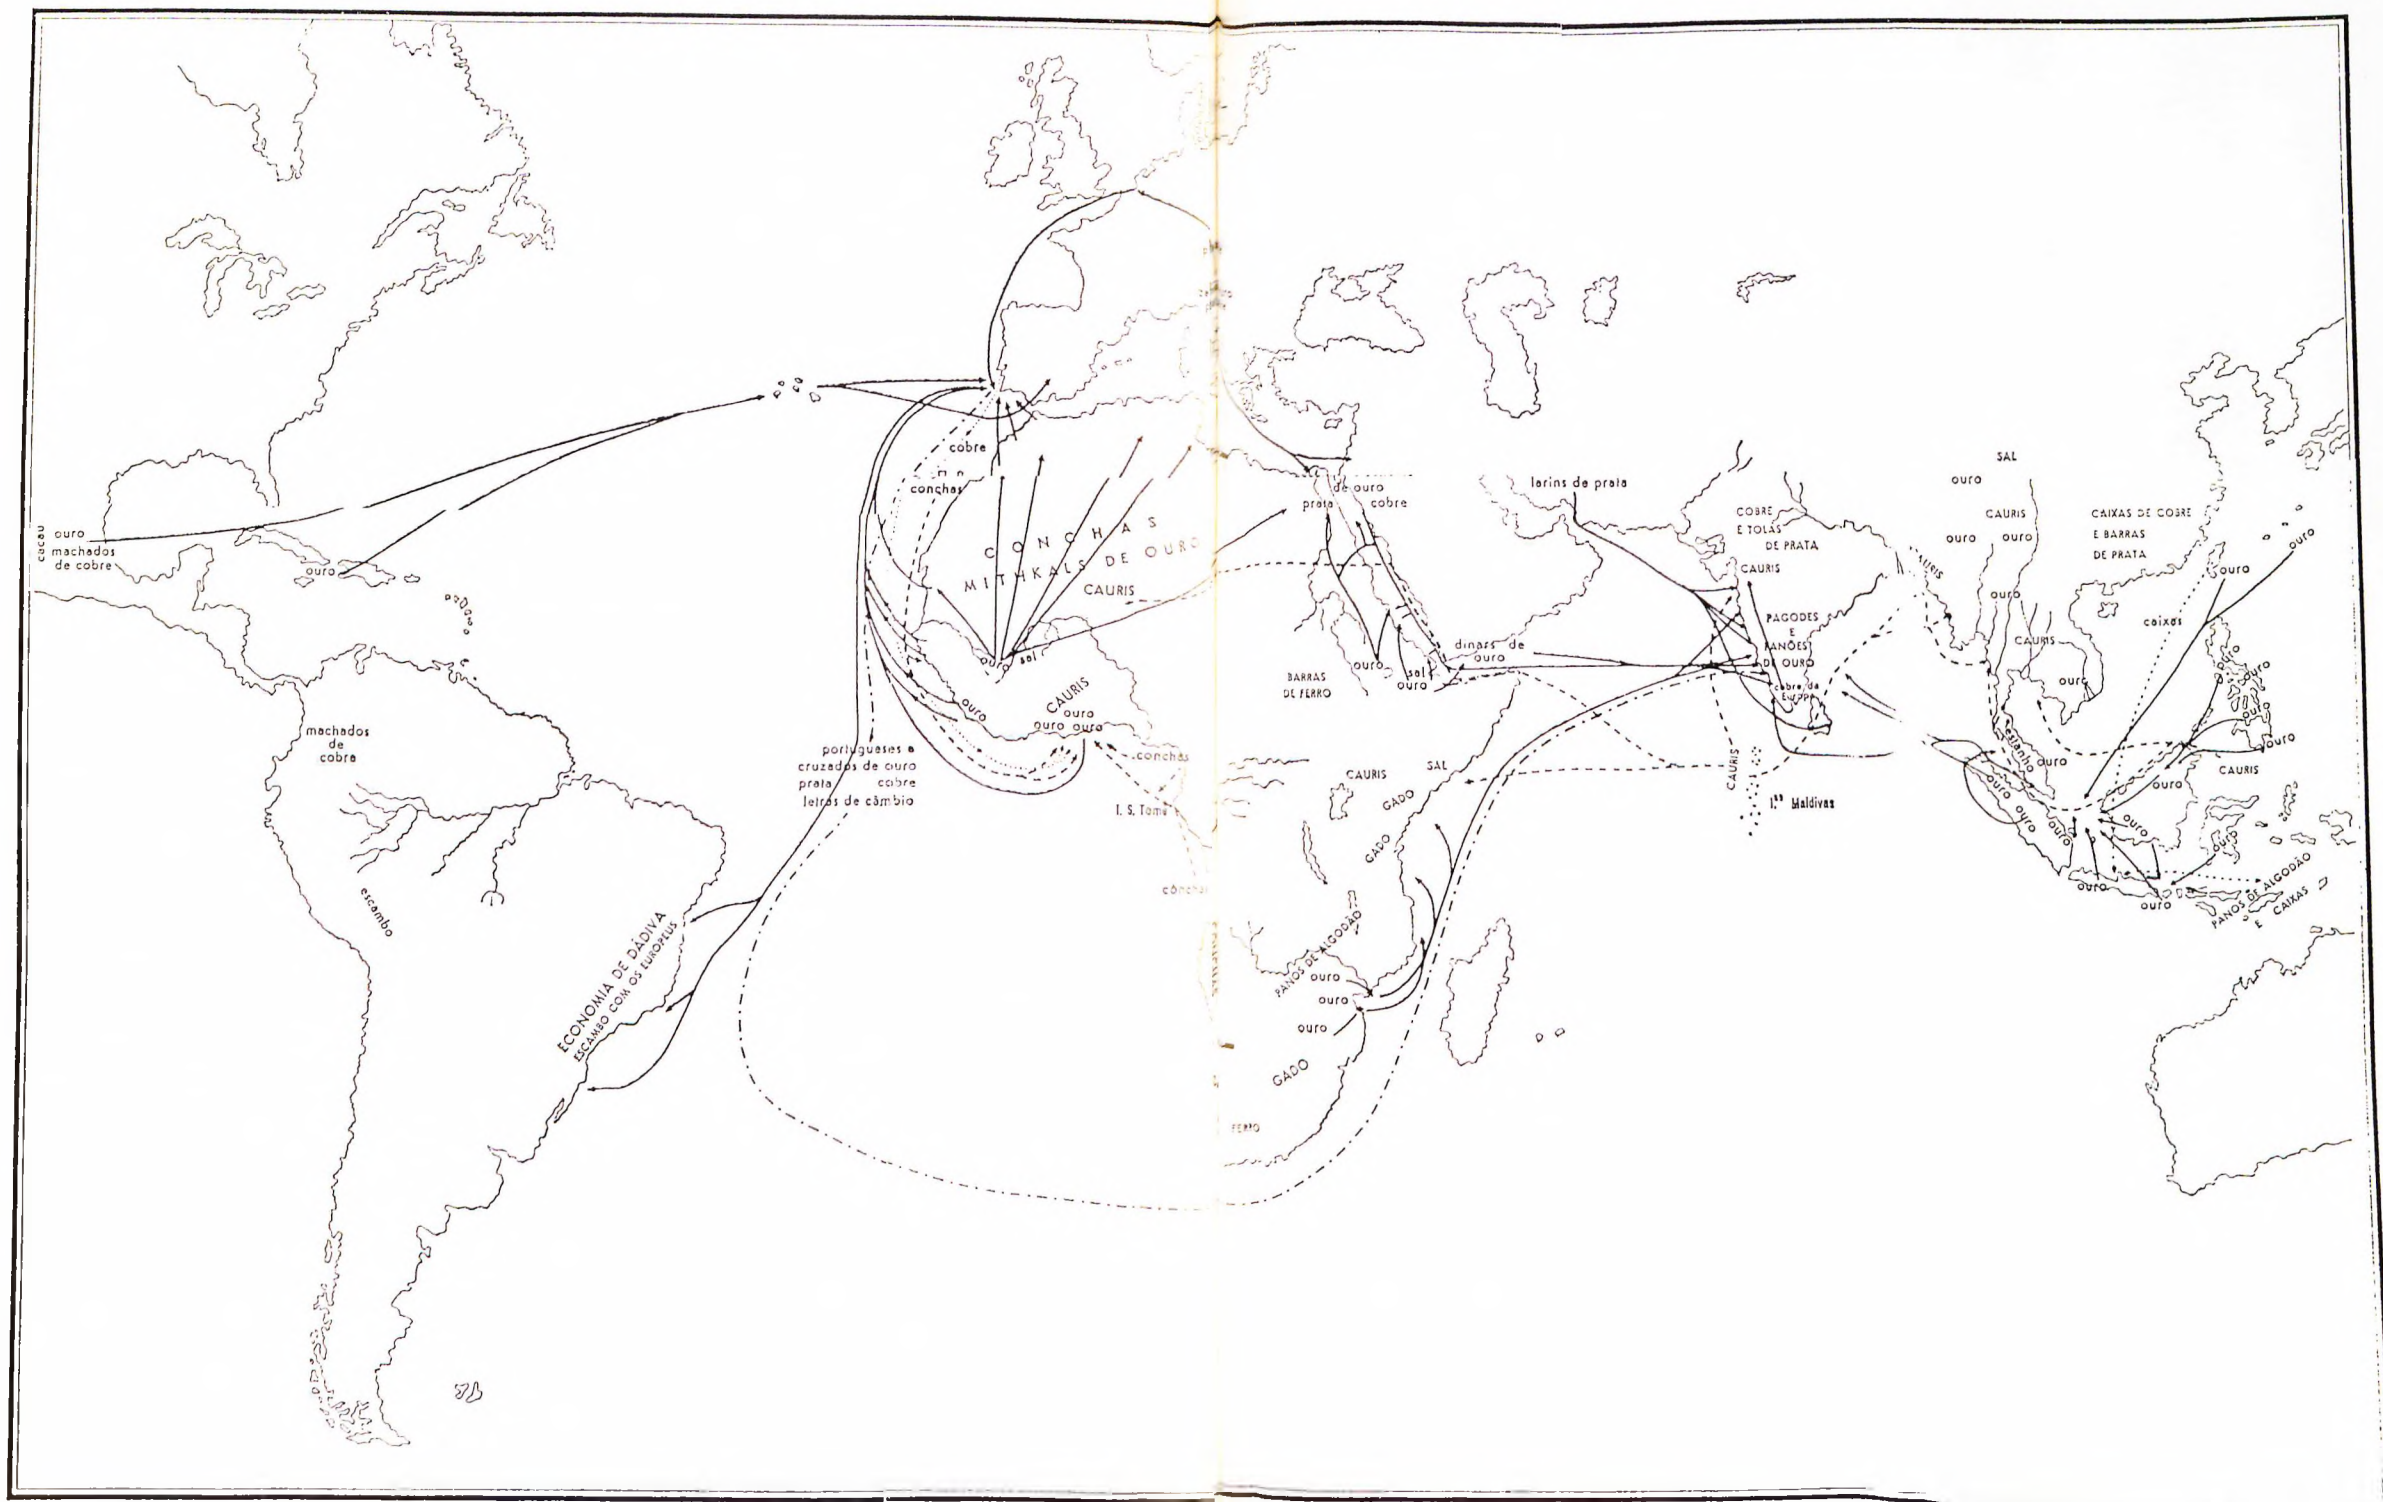 cacau
ouro
machados
de cobre
ouro
machados
de
cobre
escambo
ECONOMIA DE DÁDIVA
ESCAMBO COM OS EUROPEUS
portugueses e
cruzados de ouro
prata cobre
letras de câmbio
cobre
conchas
CONCHAS
MITHKALS DE OURO
CAURIS
ouro
sal
ouro
CAURIS
ouro
ouro ouro
conchas
I. S. Tomé
conchas
de ouro
prata cobre
BARRAS
DE FERRO
ouro
sal
ouro
dinars de
ouro
CAURIS
SAL
GADO
GADO
PANOS DE ALGODÃO
ouro
ouro
ouro
GADO
FERRO
larins de prata
COBRE
E TOLAS
DE PRATA
CAURIS
PAGODES
E
FANÕES
DE OURO
cobre da
Europa
CAURIS
I.as Maldivas
SAL
ouro
CAURIS
ouro ouro
CAURIS
ouro
CAURIS
ouro
CAIXAS DE COBRE
E BARRAS
DE PRATA
ouro
ouro
caixas
ouro
ouro
ouro
ouro
CAURIS
estanho
ouro
ouro
ouro
ouro
ouro
ouro
ouro
ouro
ouro
PANOS DE ALGODÃO
E CAIXAS